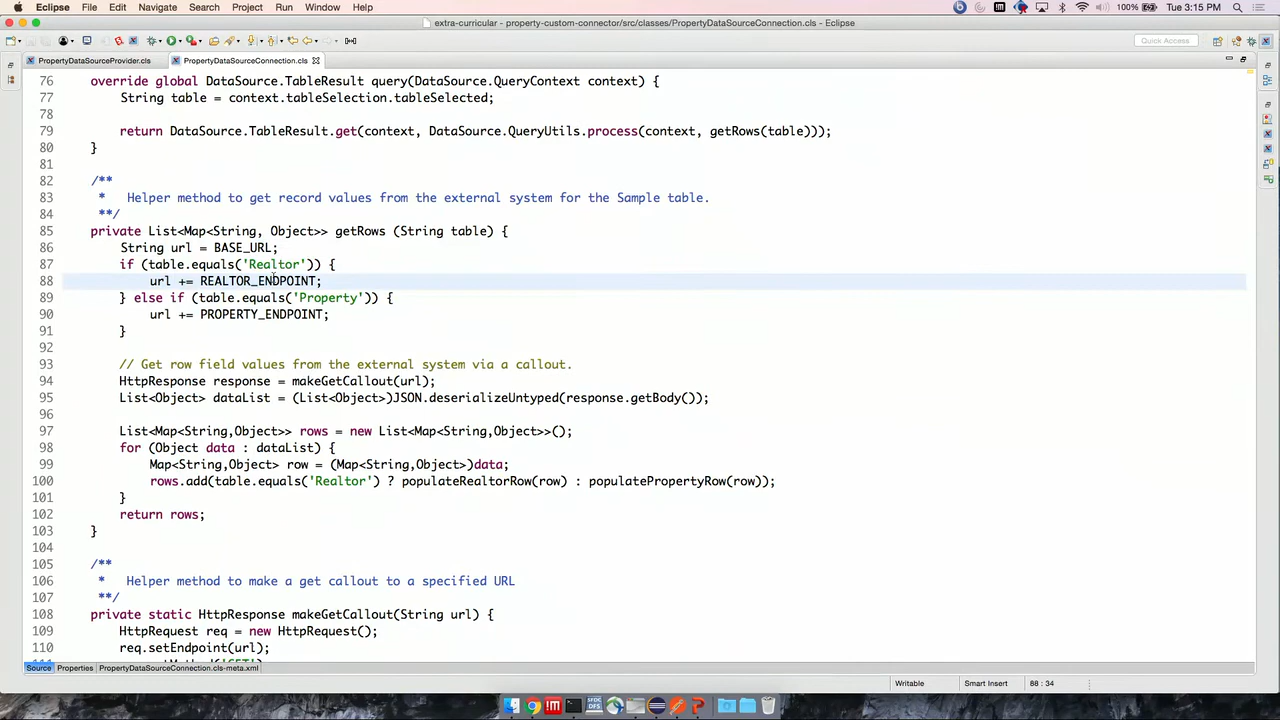 Eclipse File Edit Navigate Search Project Run Window Help 100% Tue 3:15 PM
extra-curricular - property-custom-connector/src/classes/PropertyDataSourceConnection.cls - Eclipse
Quick Access
PropertyDataSourceProvider.cls PropertyDataSourceConnection.cls
76 override global DataSource.TableResult query(DataSource.QueryContext context) {
77 String table = context.tableSelection.tableSelected;
78
79 return DataSource.TableResult.get(context, DataSource.QueryUtils.process(context, getRows(table)));
80 }
81
82 /**
83 * Helper method to get record values from the external system for the Sample table.
84 **/
85 private List<Map<String, Object>> getRows (String table) {
86 String url = BASE_URL;
87 if (table.equals('Realtor')) {
88 url += REALTOR_ENDPOINT;
89 } else if (table.equals('Property')) {
90 url += PROPERTY_ENDPOINT;
91 }
92
93 // Get row field values from the external system via a callout.
94 HttpResponse response = makeGetCallout(url);
95 List<Object> dataList = (List<Object>)JSON.deserializeUntyped(response.getBody());
96
97 List<Map<String,Object>> rows = new List<Map<String,Object>>();
98 for (Object data : dataList) {
99 Map<String,Object> row = (Map<String,Object>)data;
100 rows.add(table.equals('Realtor') ? populateRealtorRow(row) : populatePropertyRow(row));
101 }
102 return rows;
103 }
104
105 /**
106 * Helper method to make a get callout to a specified URL
107 **/
108 private static HttpResponse makeGetCallout(String url) {
109 HttpRequest req = new HttpRequest();
110 req.setEndpoint(url);
Source Properties PropertyDataSourceConnection.cls-meta.xml
Writable Smart Insert 88 : 34